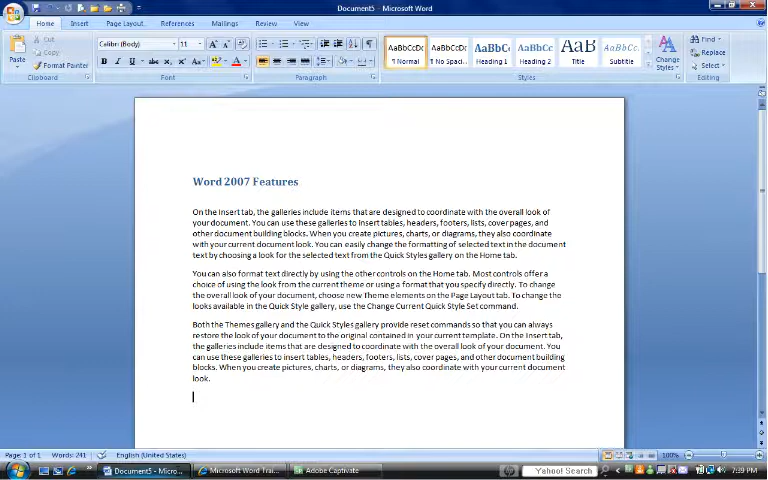 Document5 - Microsoft Word
Home Insert Page Layout References Mailings Review View
Paste
Cut
Copy
Format Painter
Clipboard
Calibri (Body) 11
Font
Paragraph
AaBbCcDc AaBbCcDc AaBbC AaBbCc AaB AaBbCc.
¶ Normal ¶ No Spaci... Heading 1 Heading 2 Title Subtitle
Change Styles
Styles
Find
Replace
Select
Editing
Word 2007 Features
On the Insert tab, the galleries include items that are designed to coordinate with the overall look of
your document. You can use these galleries to insert tables, headers, footers, lists, cover pages, and
other document building blocks. When you create pictures, charts, or diagrams, they also coordinate
with your current document look. You can easily change the formatting of selected text in the document
text by choosing a look for the selected text from the Quick Styles gallery on the Home tab.
You can also format text directly by using the other controls on the Home tab. Most controls offer a
choice of using the look from the current theme or using a format that you specify directly. To change
the overall look of your document, choose new Theme elements on the Page Layout tab. To change the
looks available in the Quick Style gallery, use the Change Current Quick Style Set command.
Both the Themes gallery and the Quick Styles gallery provide reset commands so that you can always
restore the look of your document to the original contained in your current template. On the Insert tab,
the galleries include items that are designed to coordinate with the overall look of your document. You
can use these galleries to insert tables, headers, footers, lists, cover pages, and other document building
blocks. When you create pictures, charts, or diagrams, they also coordinate with your current document
look.
Page: 1 of 1 Words: 241 English (United States) 100%
Document5 - Micro... Microsoft Word Trai... Adobe Captivate Yahoo! Search 7:39 PM